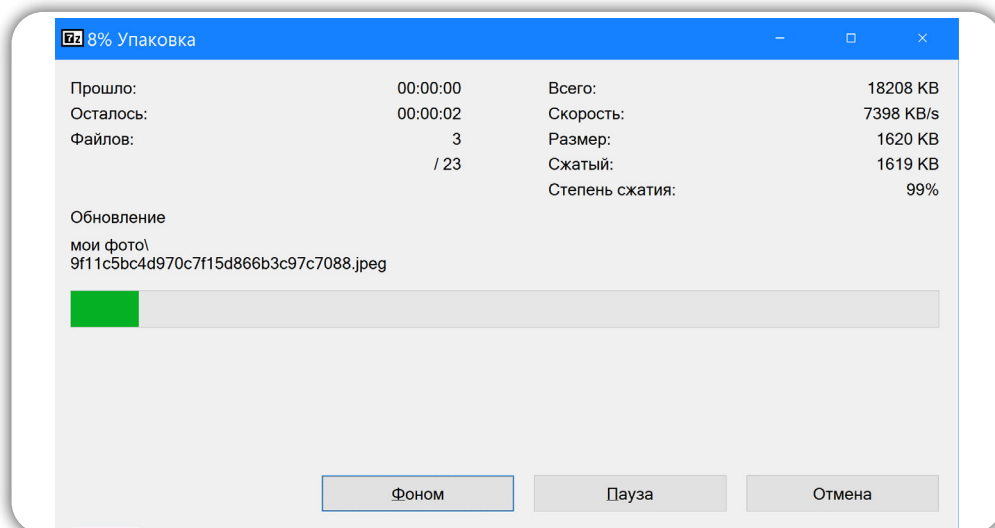 7z 8% Упаковка
Прошло: 00:00:00 Всего: 18208 KB
Осталось: 00:00:02 Скорость: 7398 KB/s
Файлов: 3 Размер: 1620 KB
/ 23 Сжатый: 1619 KB
Степень сжатия: 99%
Обновление
мои фото\
9f11c5bc4d970c7f15d866b3c97c7088.jpeg
Фоном Пауза Отмена